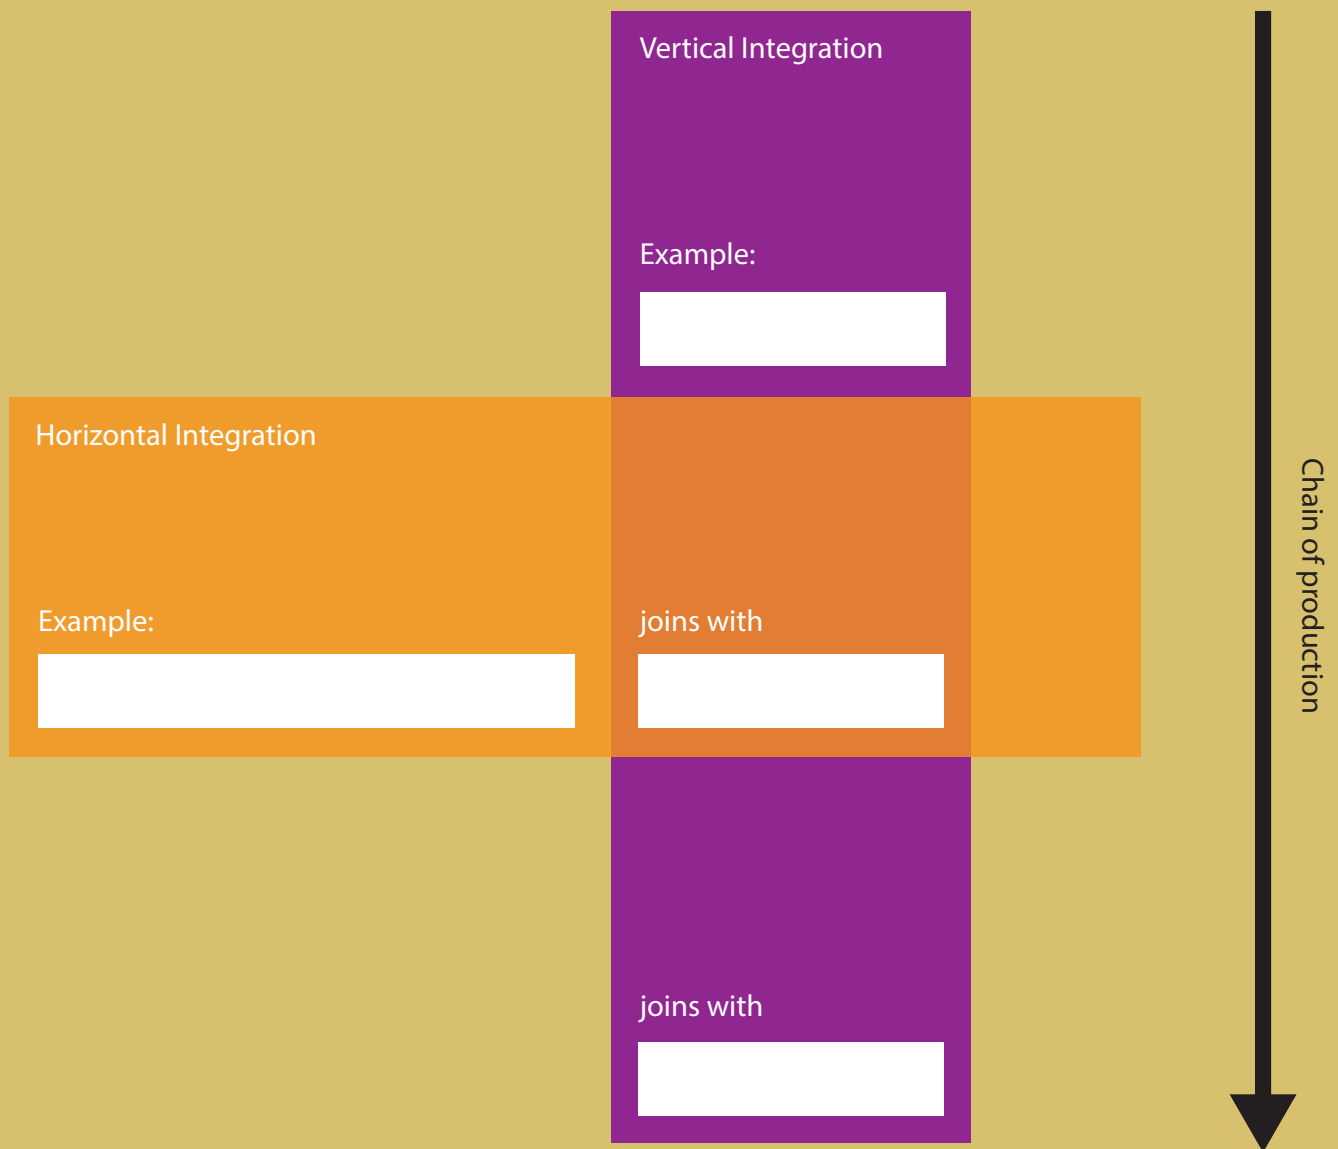 Vertical Integration
Example:
Horizontal Integration
Example:
joins with
joins with
Chain of production